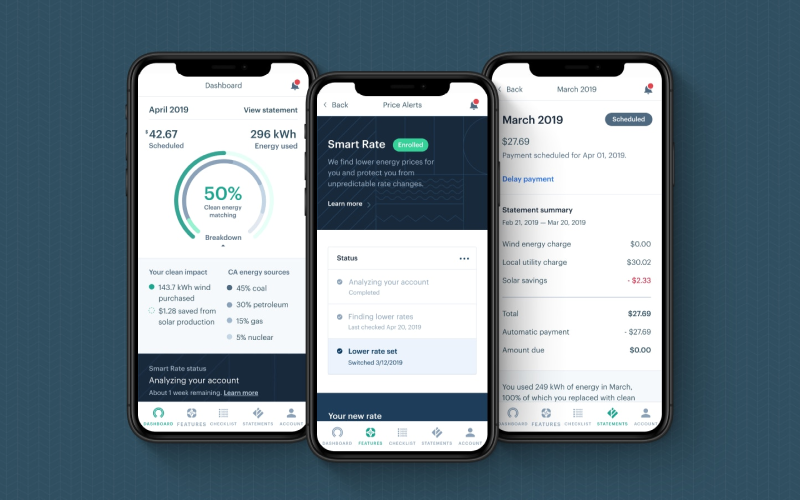 Dashboard
April 2019 View statement
$42.67 296 kWh
Scheduled Energy used
50%
Clean energy
matching
Breakdown
Your clean impact
143.7 kWh wind
purchased
$1.28 saved from
solar production
CA energy sources
45% coal
30% petroleum
15% gas
5% nuclear
Smart Rate status
Analyzing your account
About 1 week remaining. Learn more
DASHBOARD FEATURES CHECKLIST STATEMENTS ACCOUNT
Back Price Alerts
Smart Rate Enrolled
We find lower energy prices for
you and protect you from
unpredictable rate changes.
Learn more
Status
Analyzing your account
Completed
Finding lower rates
Last checked Apr 20, 2019
Lower rate set
Switched 3/12/2019
Your new rate
DASHBOARD FEATURES CHECKLIST STATEMENTS ACCOUNT
Back March 2019
March 2019 Scheduled
$27.69
Payment scheduled for Apr 01, 2019.
Delay payment
Statement summary
Feb 21, 2019 — Mar 20, 2019
Wind energy charge $0.00
Local utility charge $30.02
Solar savings - $2.33
Total $27.69
Automatic payment - $27.69
Amount due $0.00
You used 249 kWh of energy in March,
100% of which you replaced with clean
FEATURES CHECKLIST STATEMENTS ACCOUNT